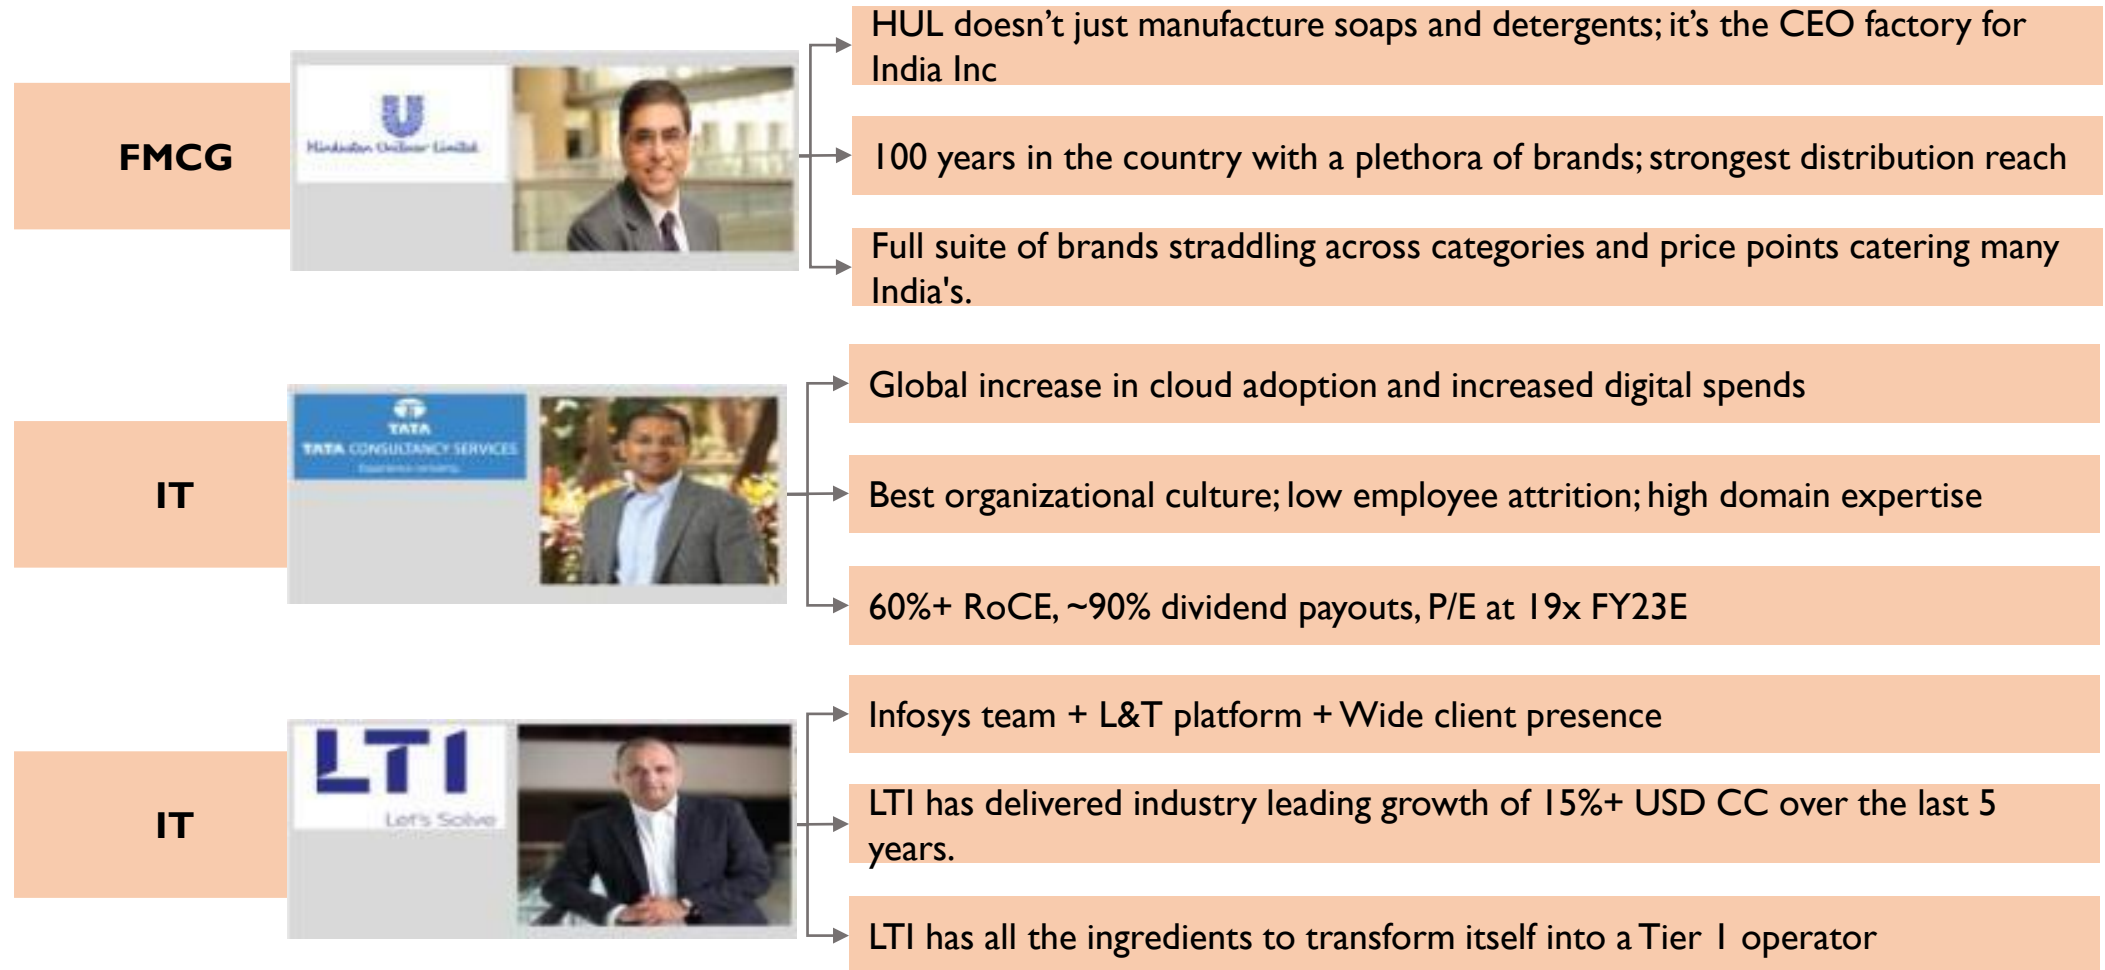 FMCG
Hindustan Unilever Limited
HUL doesn’t just manufacture soaps and detergents; it’s the CEO factory for
India Inc
100 years in the country with a plethora of brands; strongest distribution reach
Full suite of brands straddling across categories and price points catering many
India's.
IT
TATA
TATA CONSULTANCY SERVICES
Experience certainty.
Global increase in cloud adoption and increased digital spends
Best organizational culture; low employee attrition; high domain expertise
60%+ RoCE, ~90% dividend payouts, P/E at 19x FY23E
IT
LTI
Let's Solve
Infosys team + L&T platform + Wide client presence
LTI has delivered industry leading growth of 15%+ USD CC over the last 5
years.
LTI has all the ingredients to transform itself into a Tier 1 operator